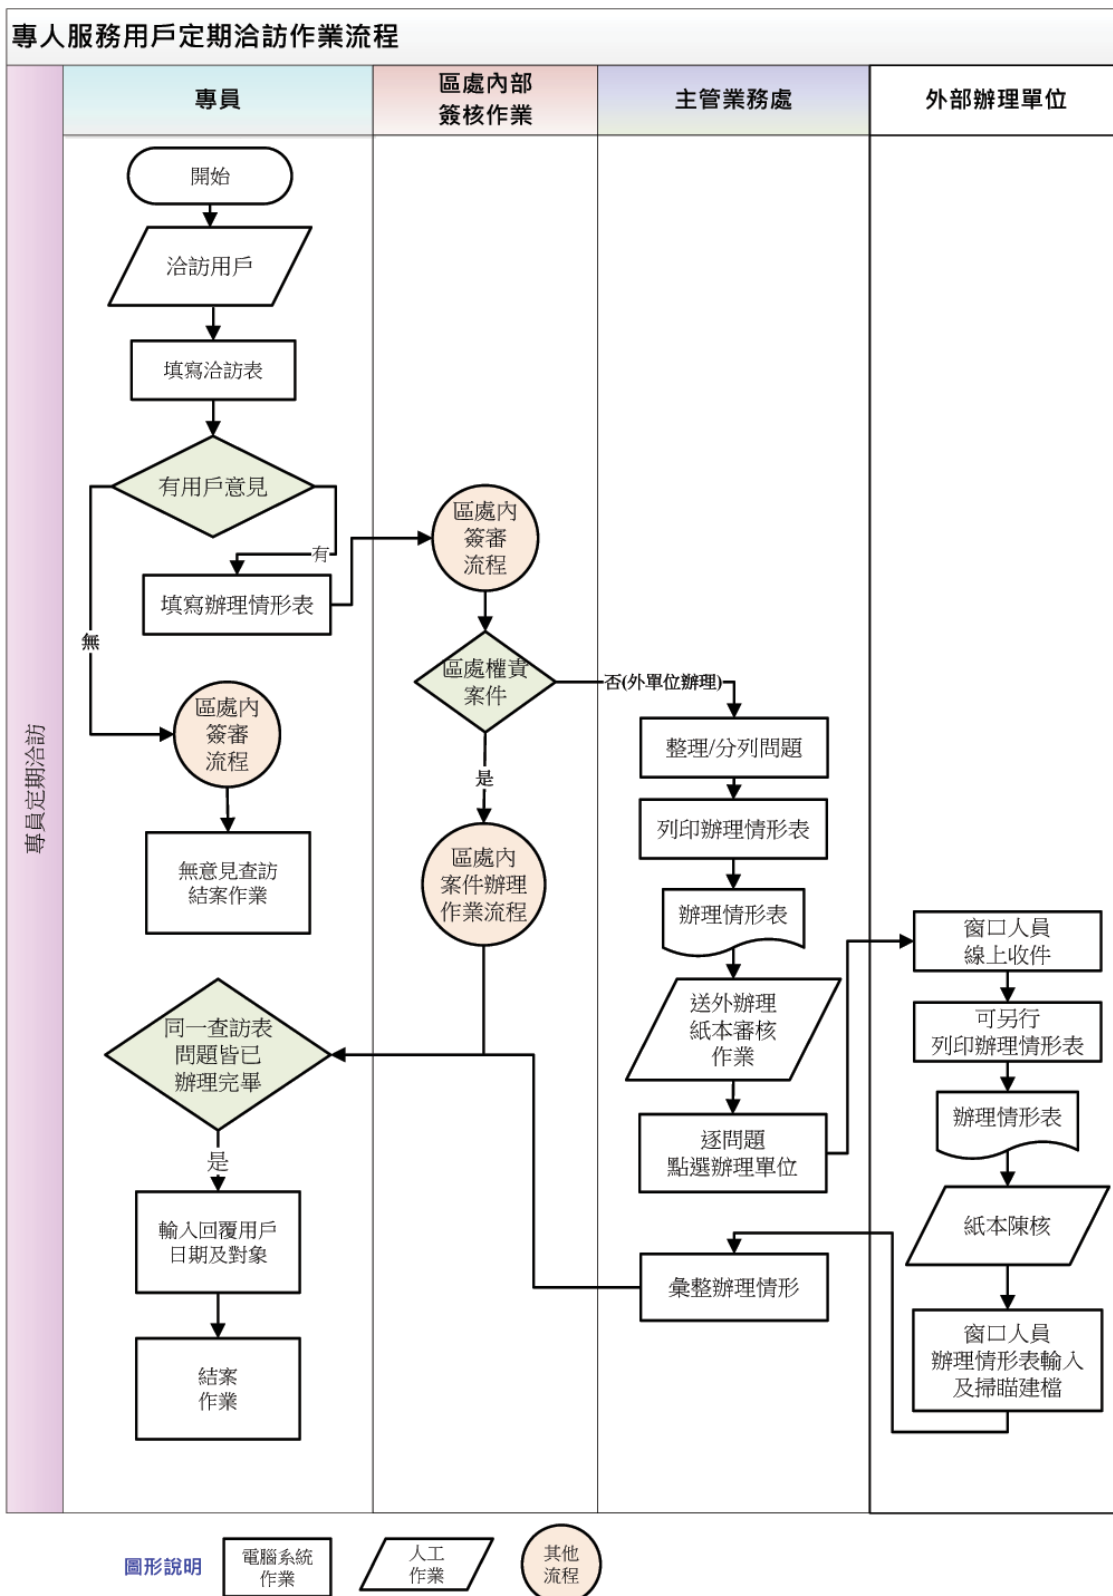 專人服務用戶定期洽訪作業流程
專員
區處內部
簽核作業
主管業務處
外部辦理單位
專員定期洽訪
開始
洽訪用戶
填寫洽訪表
有用戶意見
有
無
填寫辦理情形表
區處內
簽審
流程
無意見查訪
結案作業
區處內
簽審
流程
區處權責
案件
否(外單位辦理)
是
區處內
案件辦理
作業流程
整理/分列問題
列印辦理情形表
辦理情形表
送外辦理
紙本審核
作業
逐問題
點選辦理單位
窗口人員
線上收件
可另行
列印辦理情形表
辦理情形表
紙本陳核
窗口人員
辦理情形表輸入
及掃瞄建檔
彙整辦理情形
同一查訪表
問題皆已
辦理完畢
是
輸入回覆用戶
日期及對象
結案
作業
圖形說明
電腦系統
作業
人工
作業
其他
流程